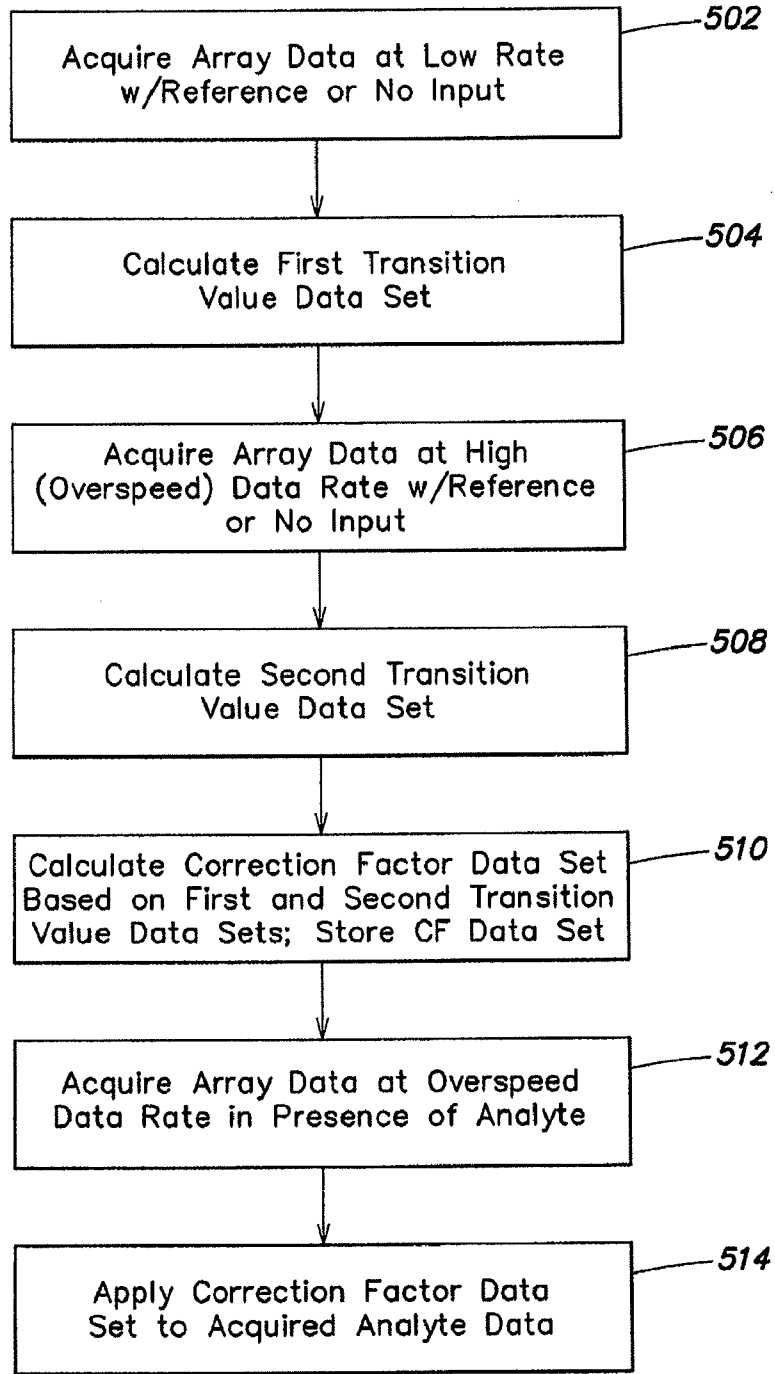 502
Acquire Array Data at Low Rate
w/Reference or No Input
504
Calculate First Transition
Value Data Set
506
Acquire Array Data at High
(Overspeed) Data Rate w/Reference
or No Input
508
Calculate Second Transition
Value Data Set
510
Calculate Correction Factor Data Set
Based on First and Second Transition
Value Data Sets; Store CF Data Set
512
Acquire Array Data at Overspeed
Data Rate in Presence of Analyte
514
Apply Correction Factor Data
Set to Acquired Analyte Data